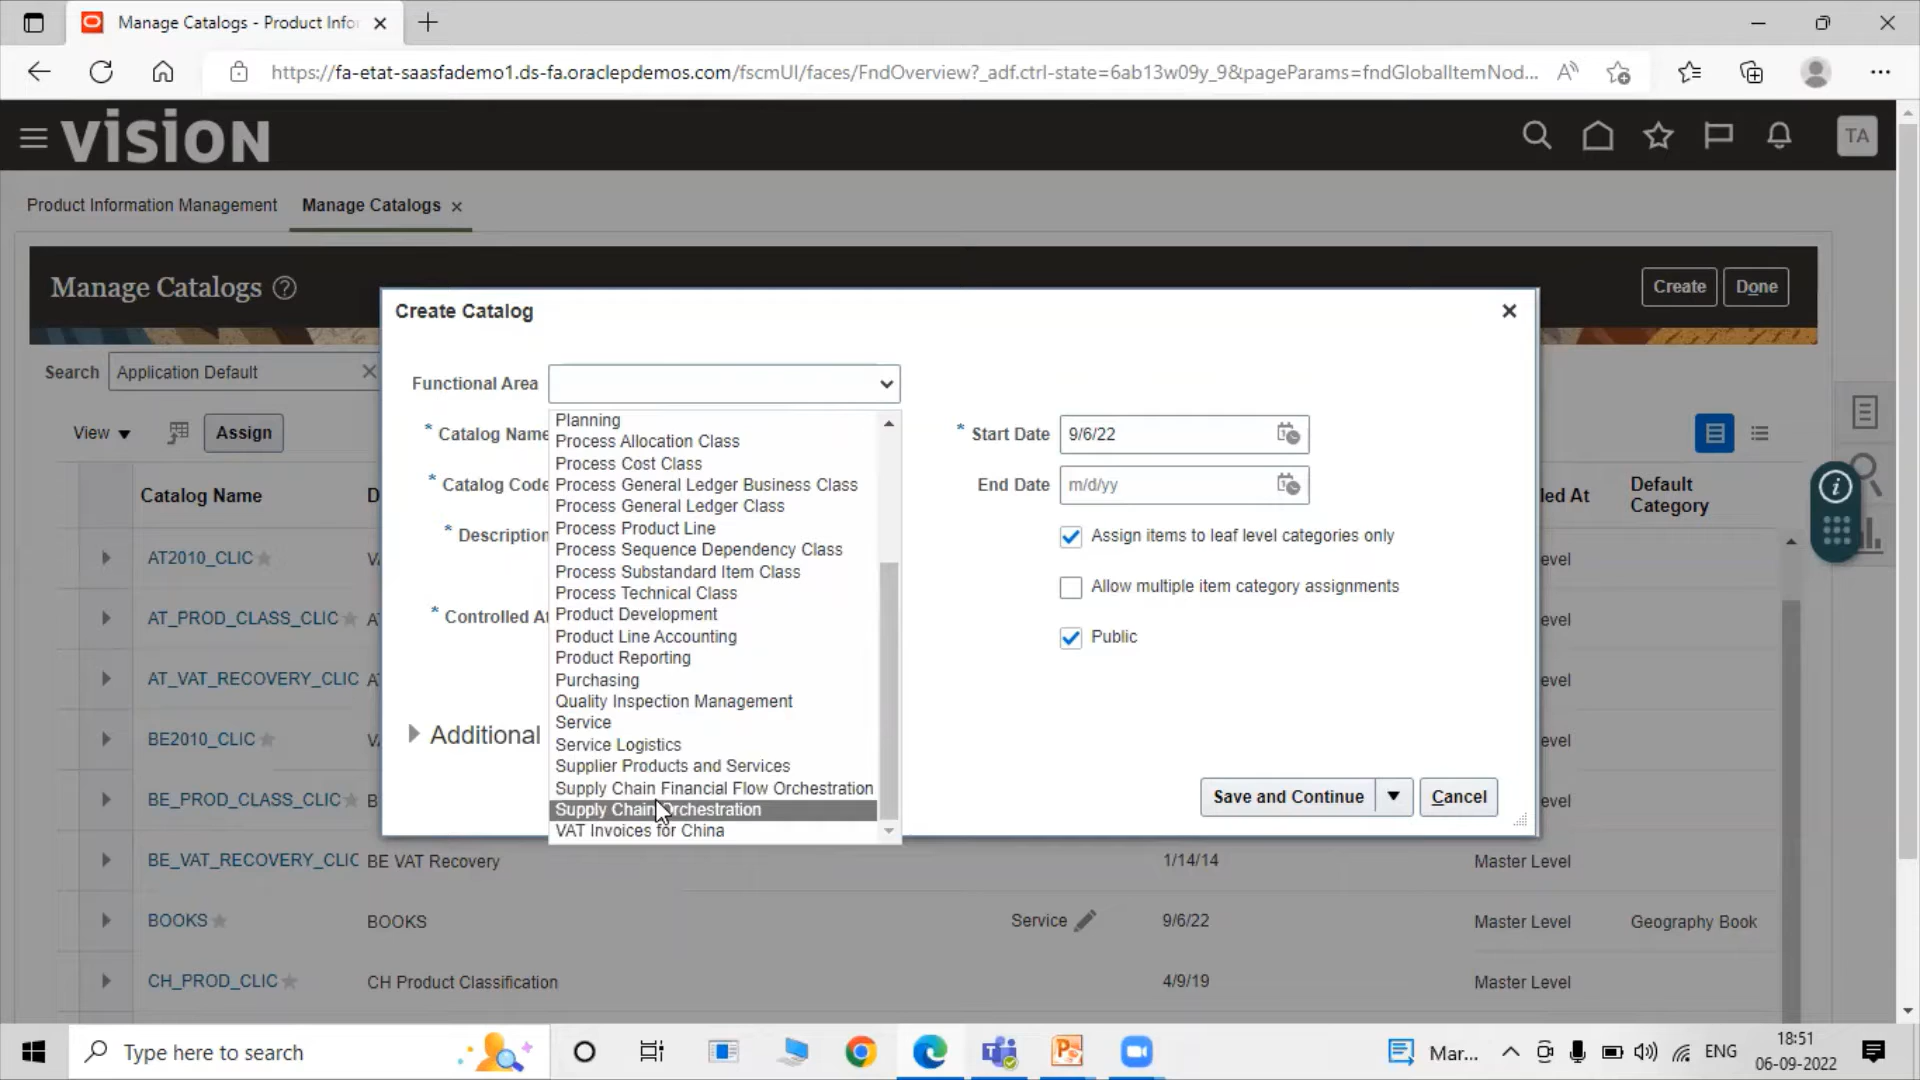 Manage Catalogs - Product Infor
https://fa-etat-saasfademo1.ds-fa.oraclepdemos.com/fscmUI/faces/FndOverview?_adf.ctrl-state=6ab13w09y_9&pageParams=fndGlobalItemNod...
VISION
TA
Product Information Management
Manage Catalogs
Manage Catalogs
Create
Done
Search Application Default
View
Assign
Catalog Name
D
led At
Default
Category
AT2010_CLIC
V
evel
AT_PROD_CLASS_CLIC
A
evel
AT_VAT_RECOVERY_CLIC
A
evel
BE2010_CLIC
V
evel
BE_PROD_CLASS_CLIC
B
evel
BE_VAT_RECOVERY_CLIC BE VAT Recovery 1/14/14 Master Level
BOOKS BOOKS Service 9/6/22 Master Level Geography Book
CH_PROD_CLIC CH Product Classification 4/9/19 Master Level
Create Catalog
Functional Area
* Catalog Name
* Catalog Code
* Description
* Controlled At
Additional
Planning
Process Allocation Class
Process Cost Class
Process General Ledger Business Class
Process General Ledger Class
Process Product Line
Process Sequence Dependency Class
Process Substandard Item Class
Process Technical Class
Product Development
Product Line Accounting
Product Reporting
Purchasing
Quality Inspection Management
Service
Service Logistics
Supplier Products and Services
Supply Chain Financial Flow Orchestration
Supply Chain Orchestration
VAT Invoices for China
* Start Date 9/6/22
End Date m/d/yy
Assign items to leaf level categories only
Allow multiple item category assignments
Public
Save and Continue
Cancel
Type here to search
Mar...
ENG
18:51
06-09-2022